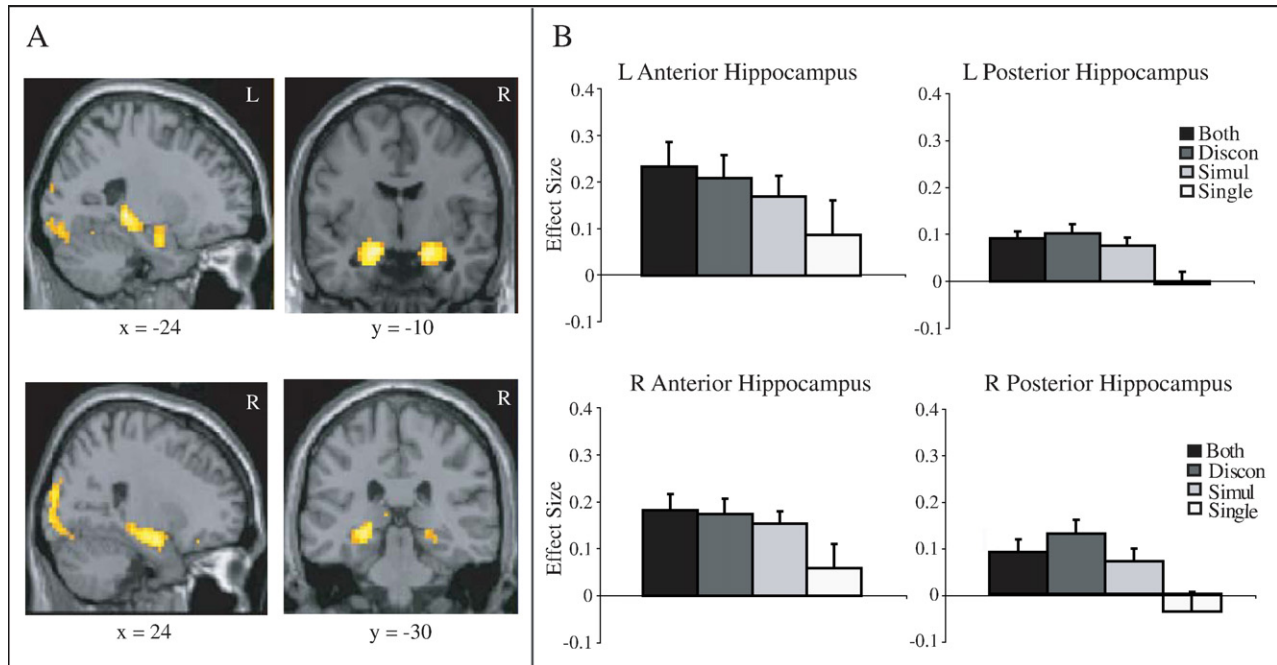 A
L
R
x = -24
y = -10
R
R
x = 24
y = -30
B
L Anterior Hippocampus
0.4
0.3
0.2
0.1
0
-0.1
Effect Size
L Posterior Hippocampus
0.4
0.3
0.2
0.1
0
-0.1
Both
Discon
Simul
Single
R Anterior Hippocampus
0.4
0.3
0.2
0.1
0
-0.1
Effect Size
R Posterior Hippocampus
0.4
0.3
0.2
0.1
0
-0.1
Both
Discon
Simul
Single